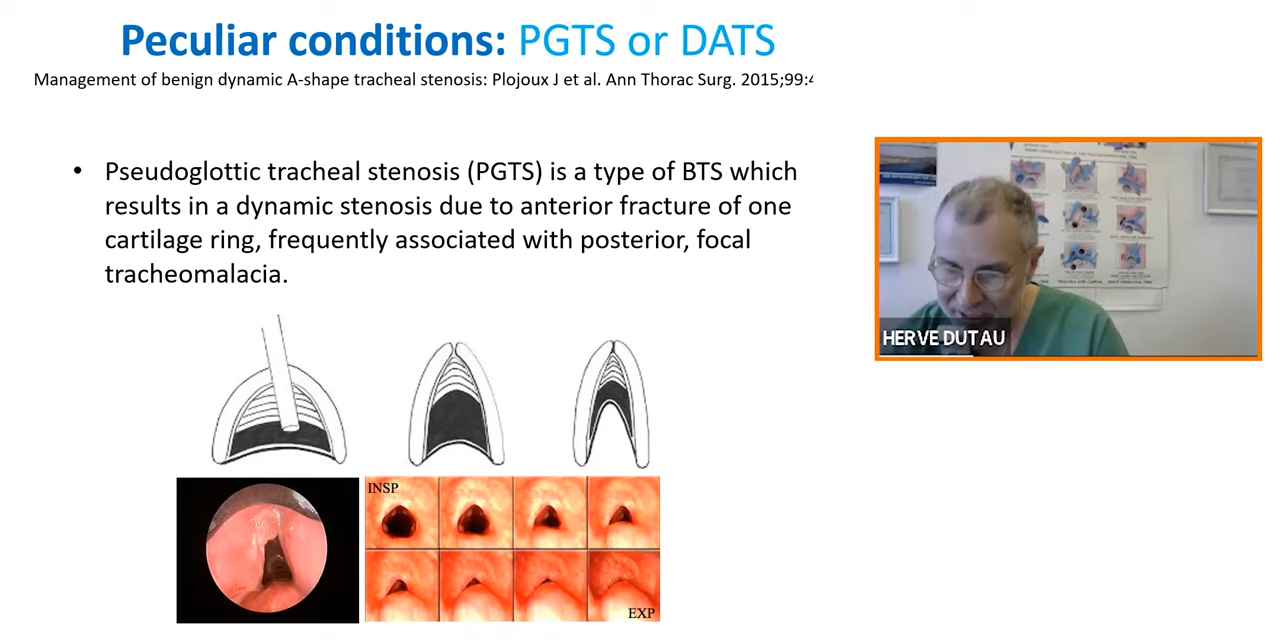 Peculiar conditions: PGTS or DATS
Management of benign dynamic A-shape tracheal stenosis: Plojoux J et al. Ann Thorac Surg. 2015;99:
• Pseudoglottic tracheal stenosis (PGTS) is a type of BTS which
results in a dynamic stenosis due to anterior fracture of one
cartilage ring, frequently associated with posterior, focal
tracheomalacia.
HERVE DUTAU
INSP
EXP